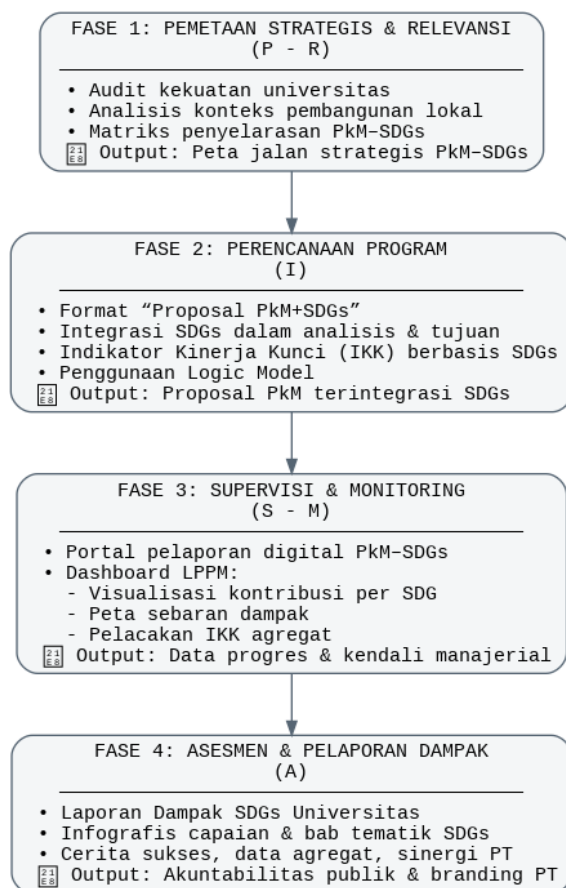 FASE 1: PEMETAAN STRATEGIS & RELEVANSI
(P - R)
• Audit kekuatan universitas
• Analisis konteks pembangunan lokal
• Matriks penyelarasan PkM–SDGs
21E8 Output: Peta jalan strategis PkM–SDGs
FASE 2: PERENCANAAN PROGRAM
(I)
• Format “Proposal PkM+SDGs”
• Integrasi SDGs dalam analisis & tujuan
• Indikator Kinerja Kunci (IKK) berbasis SDGs
• Penggunaan Logic Model
21E8 Output: Proposal PkM terintegrasi SDGs
FASE 3: SUPERVISI & MONITORING
(S - M)
• Portal pelaporan digital PkM–SDGs
• Dashboard LPPM:
- Visualisasi kontribusi per SDG
- Peta sebaran dampak
- Pelacakan IKK agregat
21E8 Output: Data progres & kendali manajerial
FASE 4: ASESMEN & PELAPORAN DAMPAK
(A)
• Laporan Dampak SDGs Universitas
• Infografis capaian & bab tematik SDGs
• Cerita sukses, data agregat, sinergi PT
21E8 Output: Akuntabilitas publik & branding PT